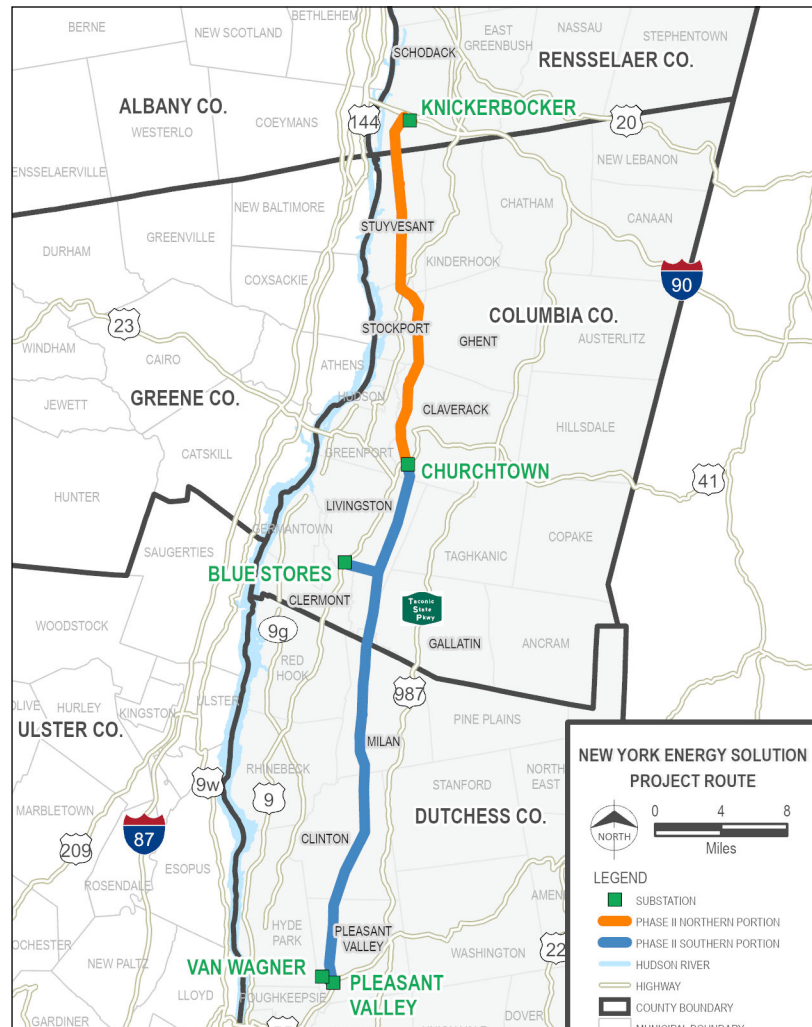 BETHLEHEM
BERNE
NEW SCOTLAND
EAST
GREENBUSH
NASSAU
STEPHENTOWN
SCHODACK
RENSSELAER CO.
ALBANY CO.
KNICKERBOCKER
144
20
WESTERLO
COEYMANS
ENSSELAERVILLE
NEW LEBANON
NEW BALTIMORE
CHATHAM
CANAAN
GREENVILLE
DURHAM
STUYVESANT
KINDERHOOK
COXSACKIE
90
23
COLUMBIA CO.
STOCKPORT
GHENT
AUSTERLITZ
WINDHAM
CAIRO
ATHENS
HUDSON
JEWETT
GREENE CO.
CLAVERACK
HILLSDALE
CATSKILL
GREENPORT
CHURCHTOWN
41
HUNTER
LIVINGSTON
GERMANTOWN
COPAKE
SAUGERTIES
TAGHKANIC
BLUE STORES
CLERMONT
Taconic
State
Pkwy
WOODSTOCK
9g
GALLATIN
ANCRAM
RED
HOOK
987
OLIVE
HURLEY
KINGSTON
ULSTER
PINE PLAINS
ULSTER CO.
MILAN
9w
RHINEBECK
9
STANFORD
NORTH
EAST
MARBLETOWN
DUTCHESS CO.
87
209
CLINTON
ESOPUS
ROSENDALE
AMEN
HYDE
PARK
PLEASANT
VALLEY
WASHINGTON
22
OCHESTER
NEW PALTZ
VAN WAGNER
PLEASANT
VALLEY
LLOYD
POUGHKEEPSIE
DOVER
GARDINER
NEW YORK ENERGY SOLUTION
PROJECT ROUTE
NORTH
0 4 8
Miles
LEGEND
SUBSTATION
PHASE II NORTHERN PORTION
PHASE II SOUTHERN PORTION
HUDSON RIVER
HIGHWAY
COUNTY BOUNDARY
MUNICIPAL BOUNDARY